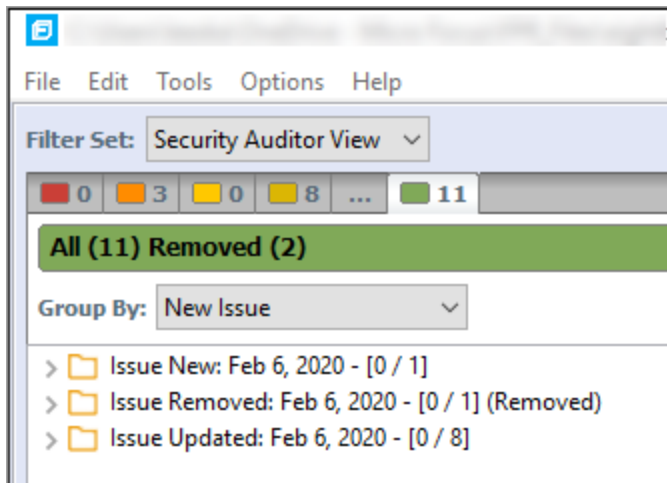 File Edit Tools Options Help
Filter Set: Security Auditor View
0 3 0 8 ... 11
All (11) Removed (2)
Group By: New Issue
Issue New: Feb 6, 2020 - [0 / 1]
Issue Removed: Feb 6, 2020 - [0 / 1] (Removed)
Issue Updated: Feb 6, 2020 - [0 / 8]